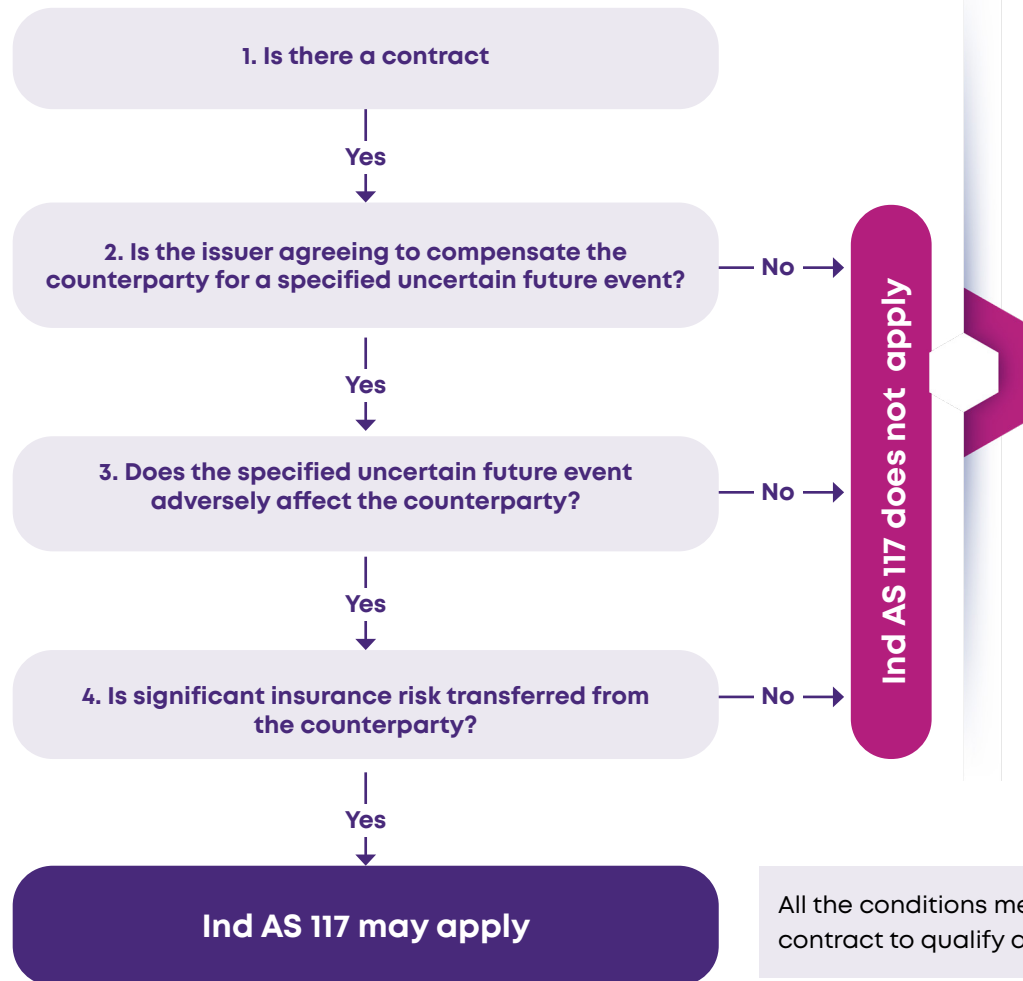 1. Is there a contract
Yes
2. Is the issuer agreeing to compensate the
counterparty for a specified uncertain future event?
No
Yes
3. Does the specified uncertain future event
adversely affect the counterparty?
No
Yes
4. Is significant insurance risk transferred from
the counterparty?
No
Yes
Ind AS 117 may apply
Ind AS 117 does not apply
All the conditions
contract to qualify